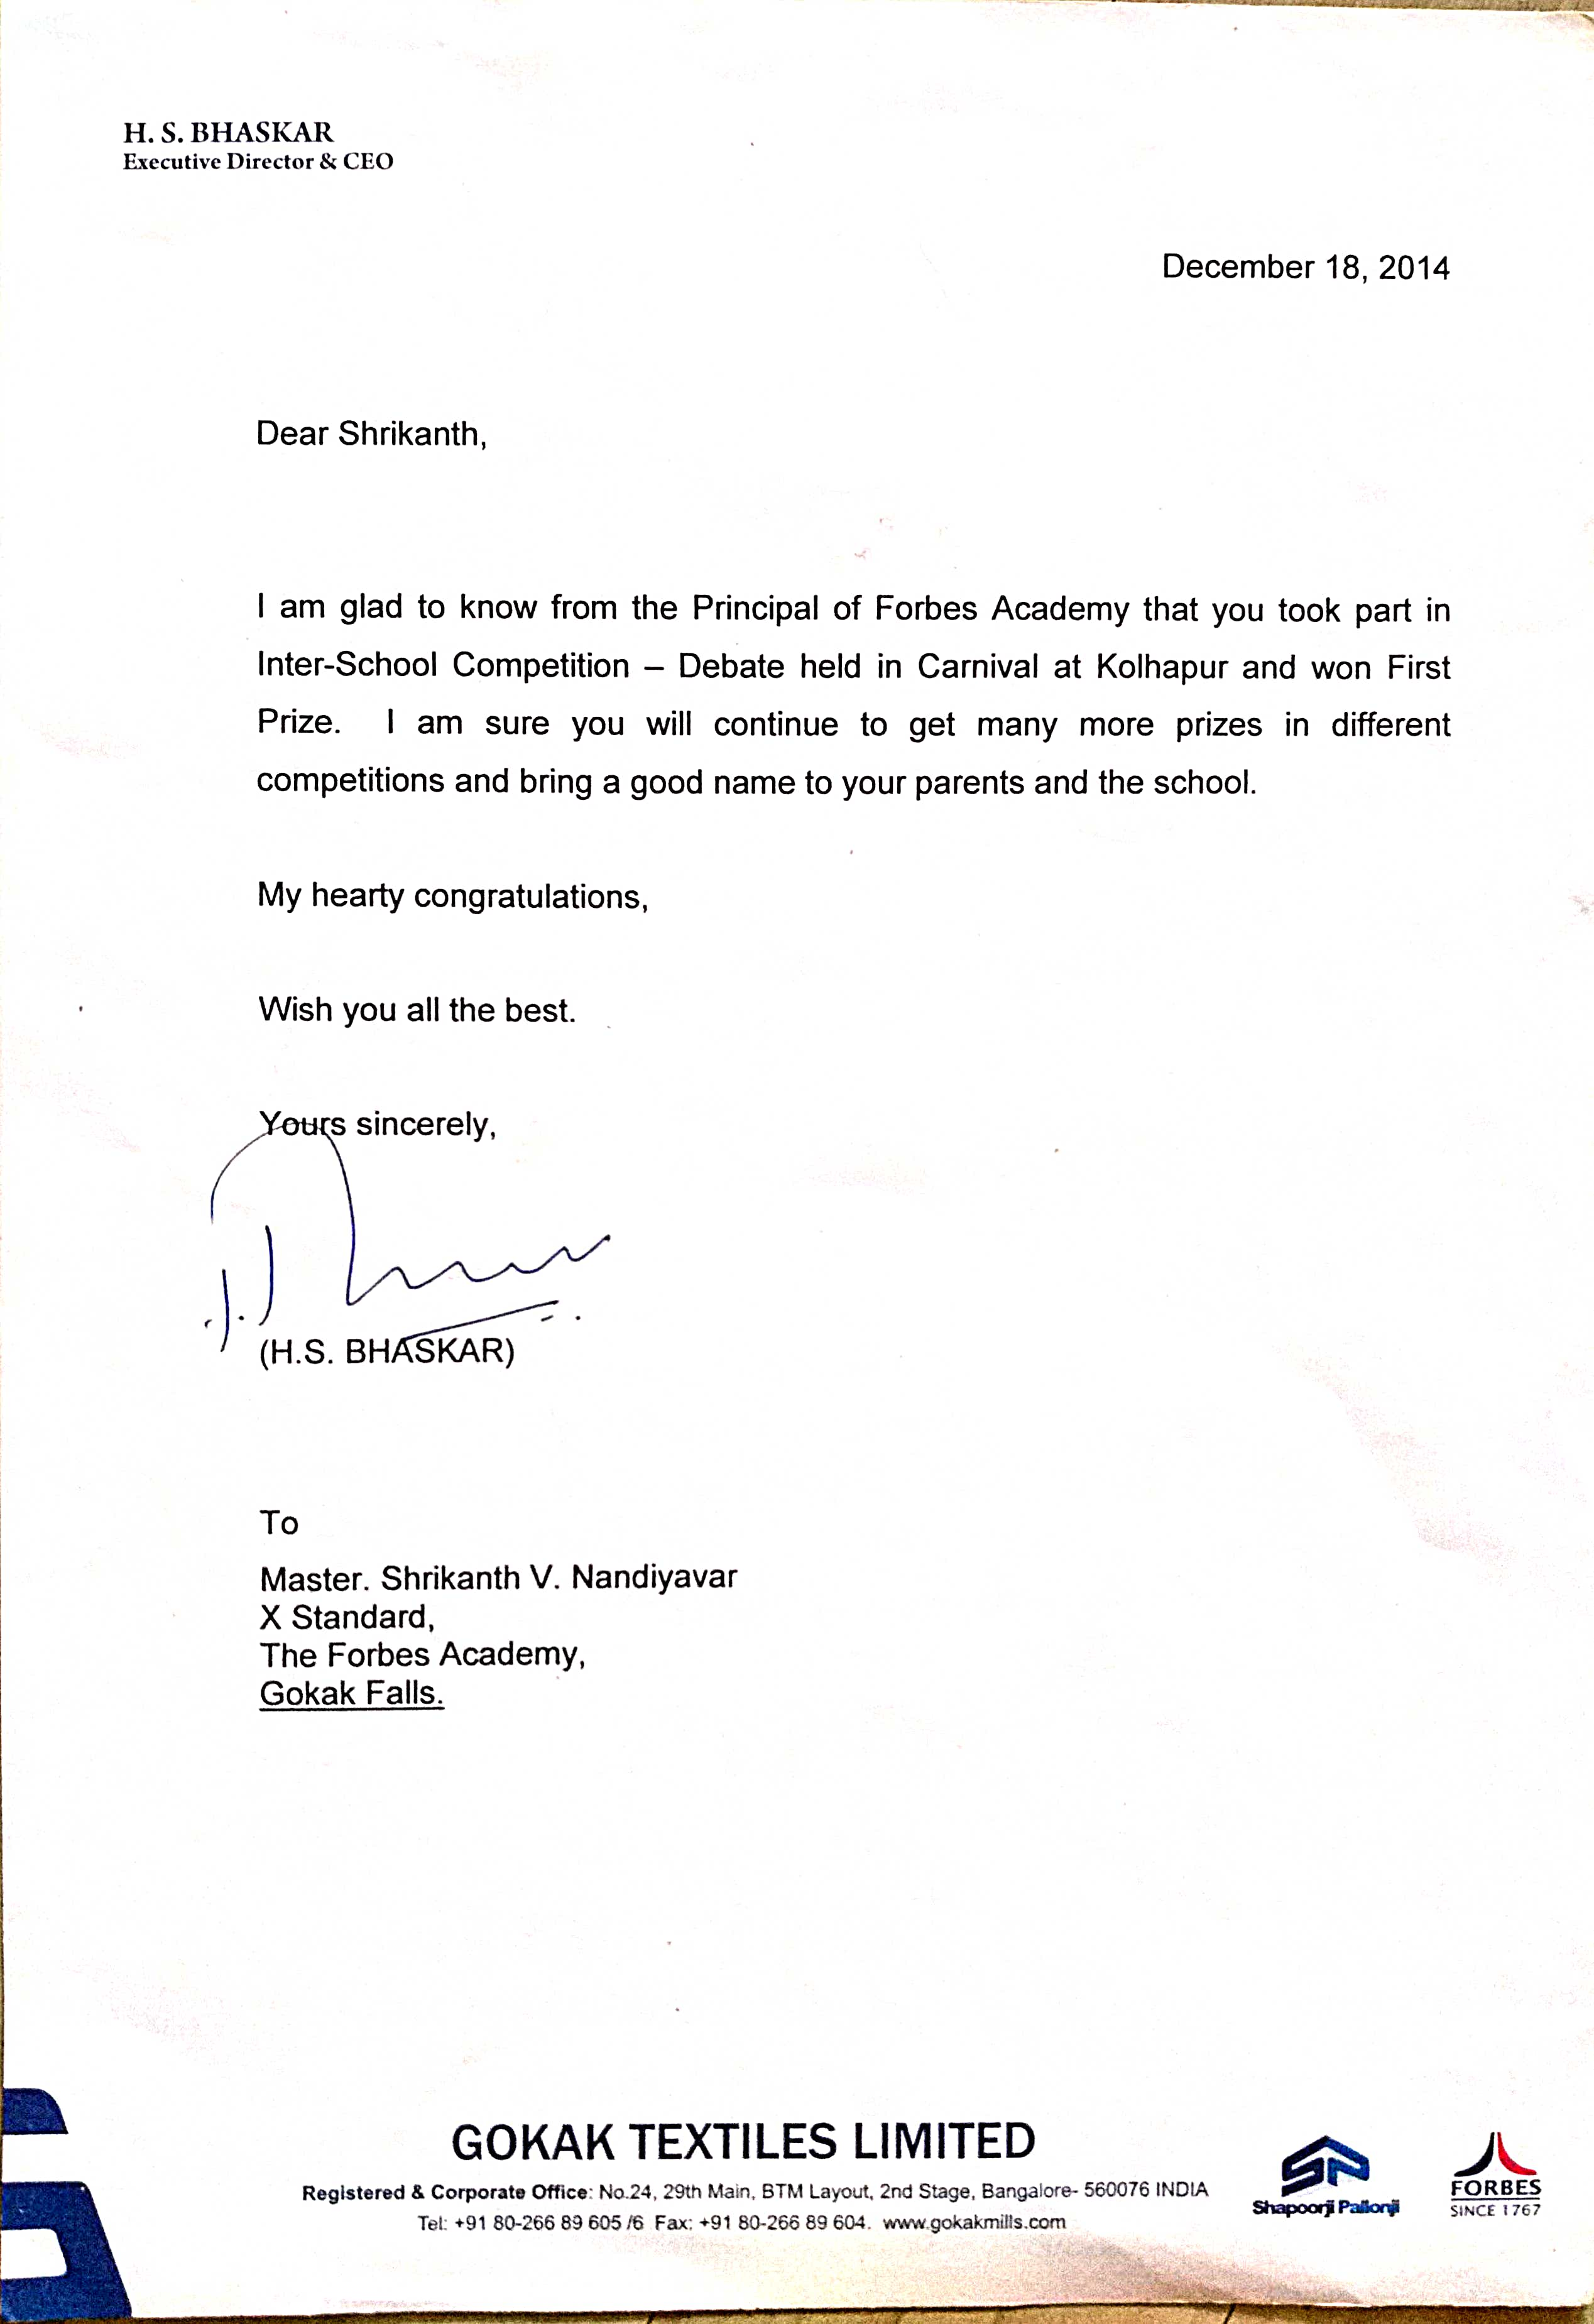 H. S. BHASKAR
Executive Director & CEO
December 18, 2014
Dear Shrikanth,
I am glad to know from the Principal of Forbes Academy that you took part in
Inter-School Competition – Debate held in Carnival at Kolhapur and won First
Prize. I am sure you will continue to get many more prizes in different
competitions and bring a good name to your parents and the school.
My hearty congratulations,
Wish you all the best.
Yours sincerely,
(H.S. BHASKAR)
To
Master. Shrikanth V. Nandiyavar
X Standard,
The Forbes Academy,
Gokak Falls.
GOKAK TEXTILES LIMITED
Registered & Corporate Office: No.24, 29th Main, BTM Layout, 2nd Stage, Bangalore- 560076 INDIA
Tel: +91 80-266 89 605 /6 Fax: +91 80-266 89 604. www.gokakmills.com
SP
Shapoorji Pallonji
FORBES
SINCE 1767